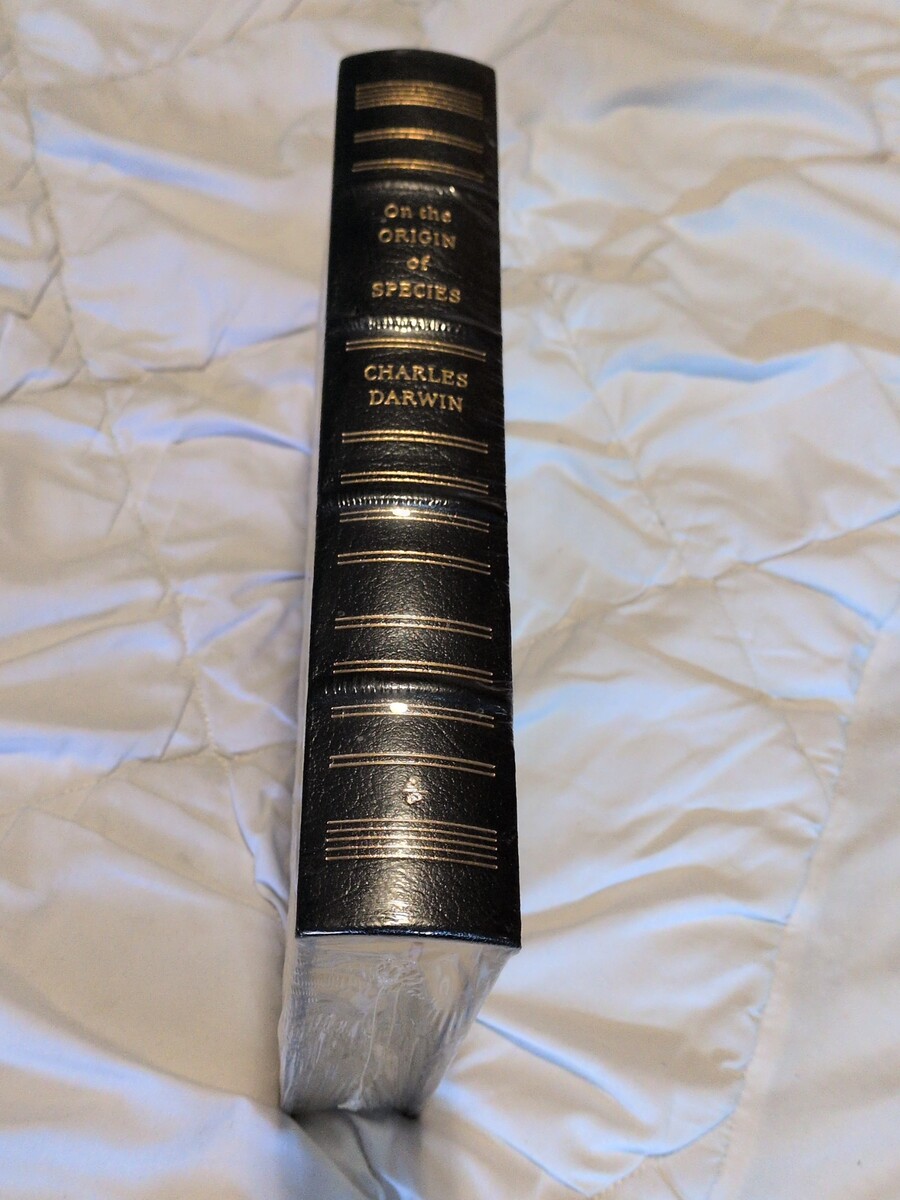 On the
ORIGIN
of
SPECIES
CHARLES
DARWIN